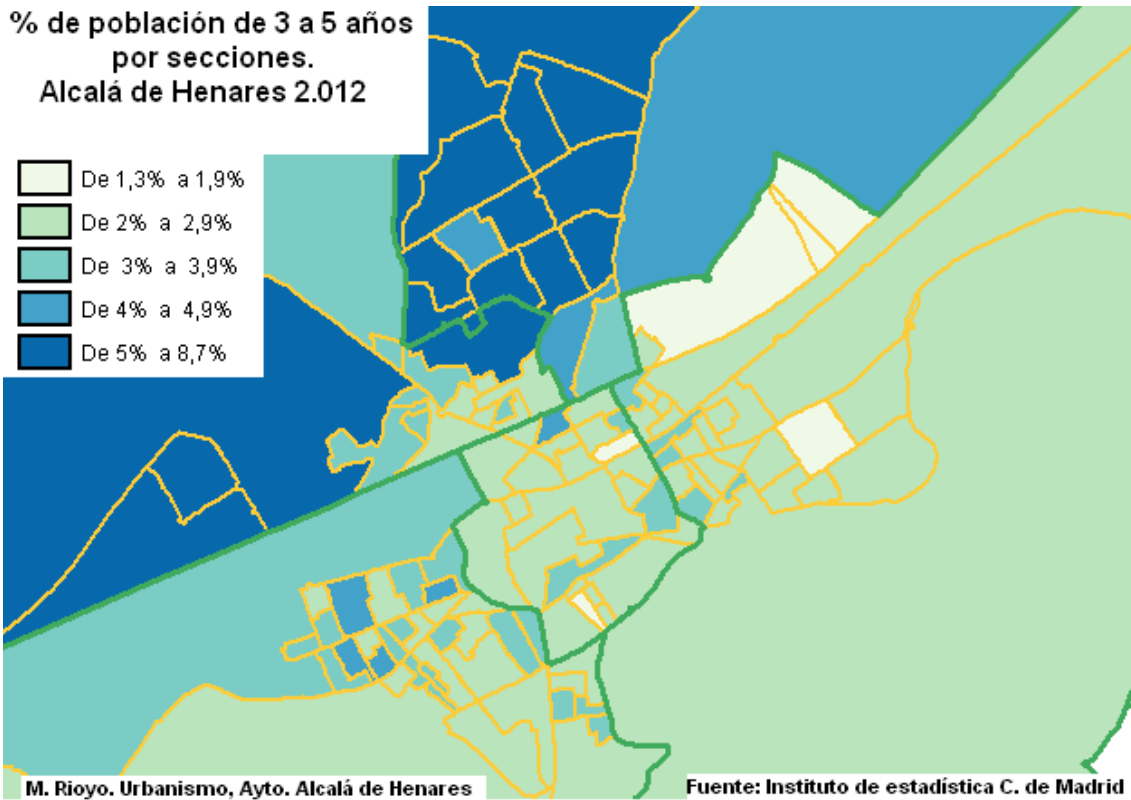 % de población de 3 a 5 años
por secciones.
Alcalá de Henares 2.012
De 1,3% a 1,9%
De 2% a 2,9%
De 3% a 3,9%
De 4% a 4,9%
De 5% a 8,7%
M. Rioyo. Urbanismo, Ayto. Alcalá de Henares
Fuente: Instituto de estadística C. de Madrid